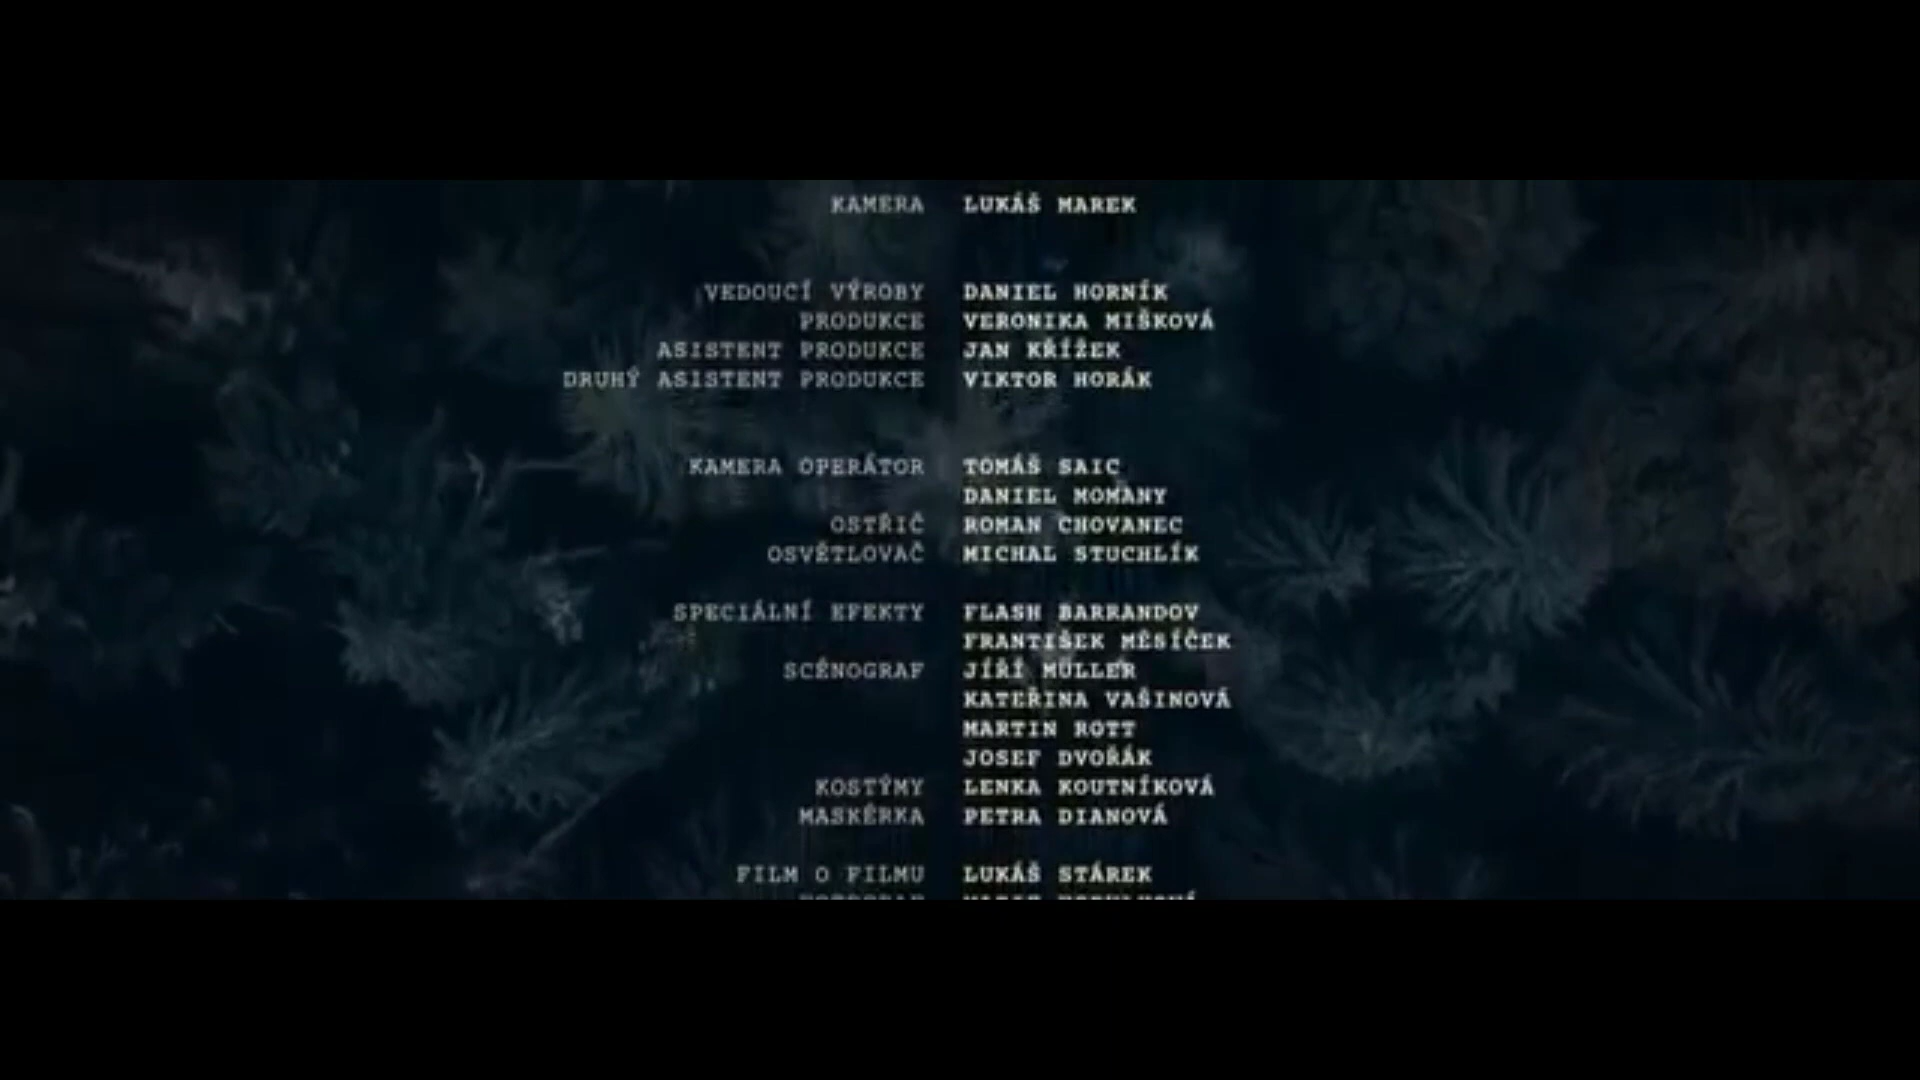 KAMERA LUKÁŠ MAREK
VEDOUCÍ VÝROBY DANIEL HORNÍK
PRODUKCE VERONIKA MIŠKOVÁ
ASISTENT PRODUKCE JAN KŘÍŽEK
DRUHÝ ASISTENT PRODUKCE VIKTOR HORÁK
KAMERA OPERÁTOR TOMÁŠ SAIC
DANIEL MOMANY
OSTŘIČ ROMAN CHOVANEC
OSVĚTLOVAČ MICHAL STUCHLÍK
SPECIÁLNÍ EFEKTY FLASH BARRANDOV
FRANTIŠEK MĚSÍČEK
SCÉNOGRAF JÍŘÍ MÜLLER
KATEŘINA VAŠINOVÁ
MARTIN ROTT
JOSEF DVOŘÁK
KOSTÝMY LENKA KOUTNÍKOVÁ
MASKÉRKA PETRA DIANOVÁ
FILM O FILMU LUKÁŠ STÁREK